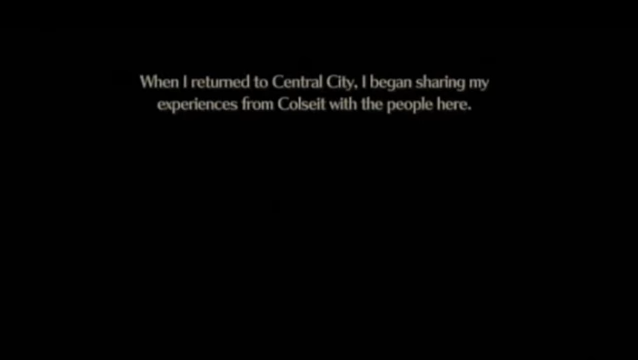 When I returned to Central City, I began sharing my
experiences from Colseit with the people here.